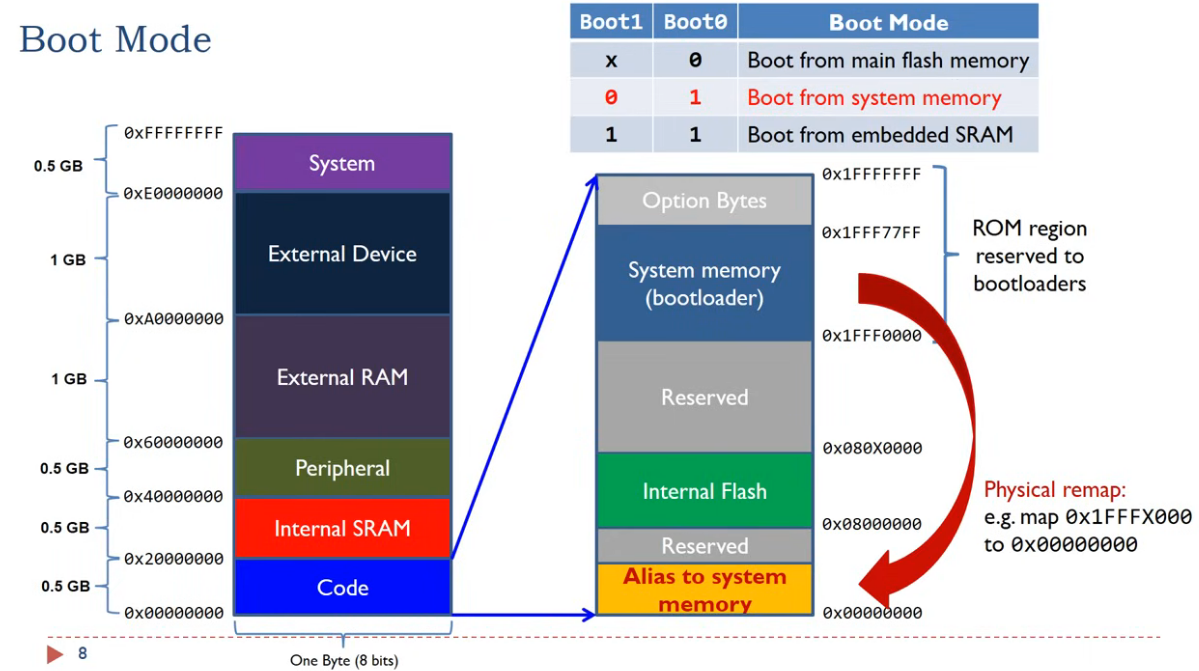 Boot Mode
Boot1 Boot0 Boot Mode
x 0 Boot from main flash memory
0 1 Boot from system memory
1 1 Boot from embedded SRAM
0xFFFFFFFF
0.5 GB
System
0xE0000000
1 GB
External Device
0xA0000000
1 GB
External RAM
0x60000000
0.5 GB
Peripheral
0x40000000
0.5 GB
Internal SRAM
0x20000000
0.5 GB
Code
0x00000000
One Byte (8 bits)
0x1FFFFFFF
Option Bytes
0x1FFF77FF
System memory
(bootloader)
0x1FFF0000
Reserved
0x080X0000
Internal Flash
0x08000000
Reserved
Alias to system
memory
0x00000000
ROM region
reserved to
bootloaders
Physical remap:
e.g. map 0x1FFFX000
to 0x00000000
8